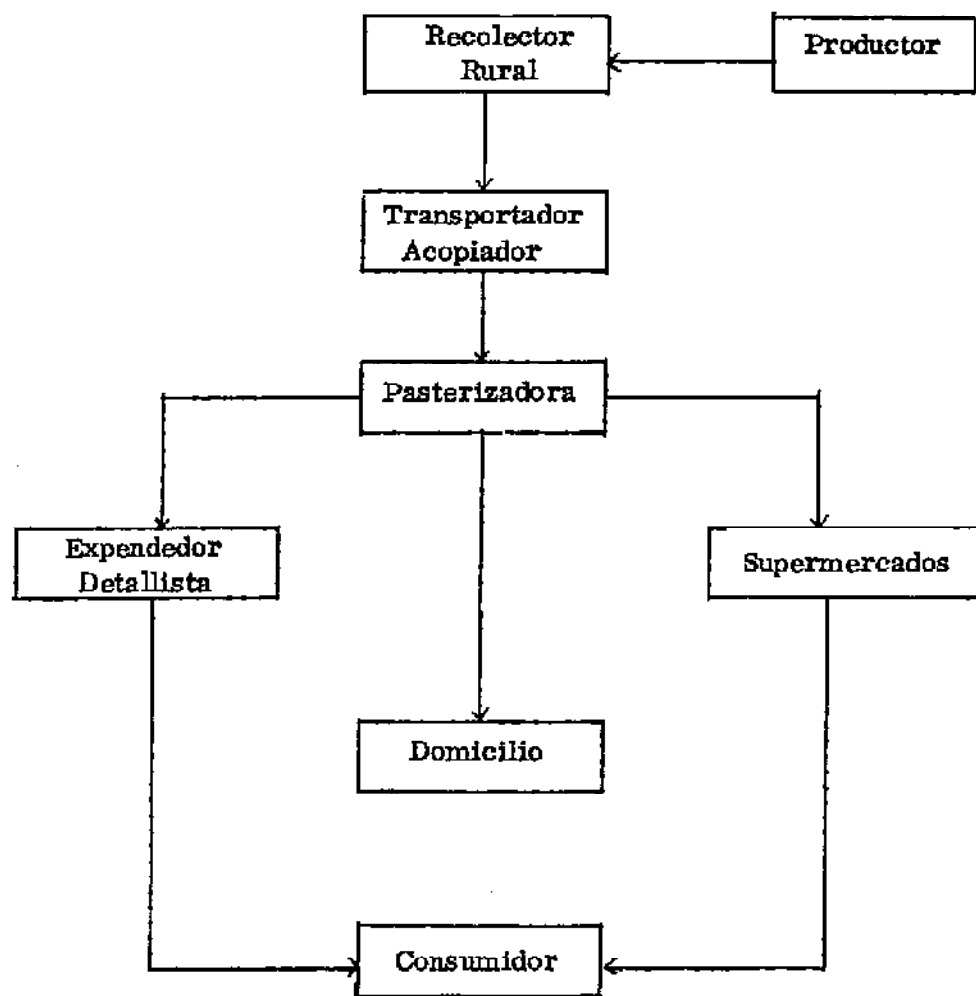 Recolector
Rural
Productor
Transportador
Acopiador
Pasterizadora
Expendedor
Detallista
Supermercados
Domicilio
Consumidor